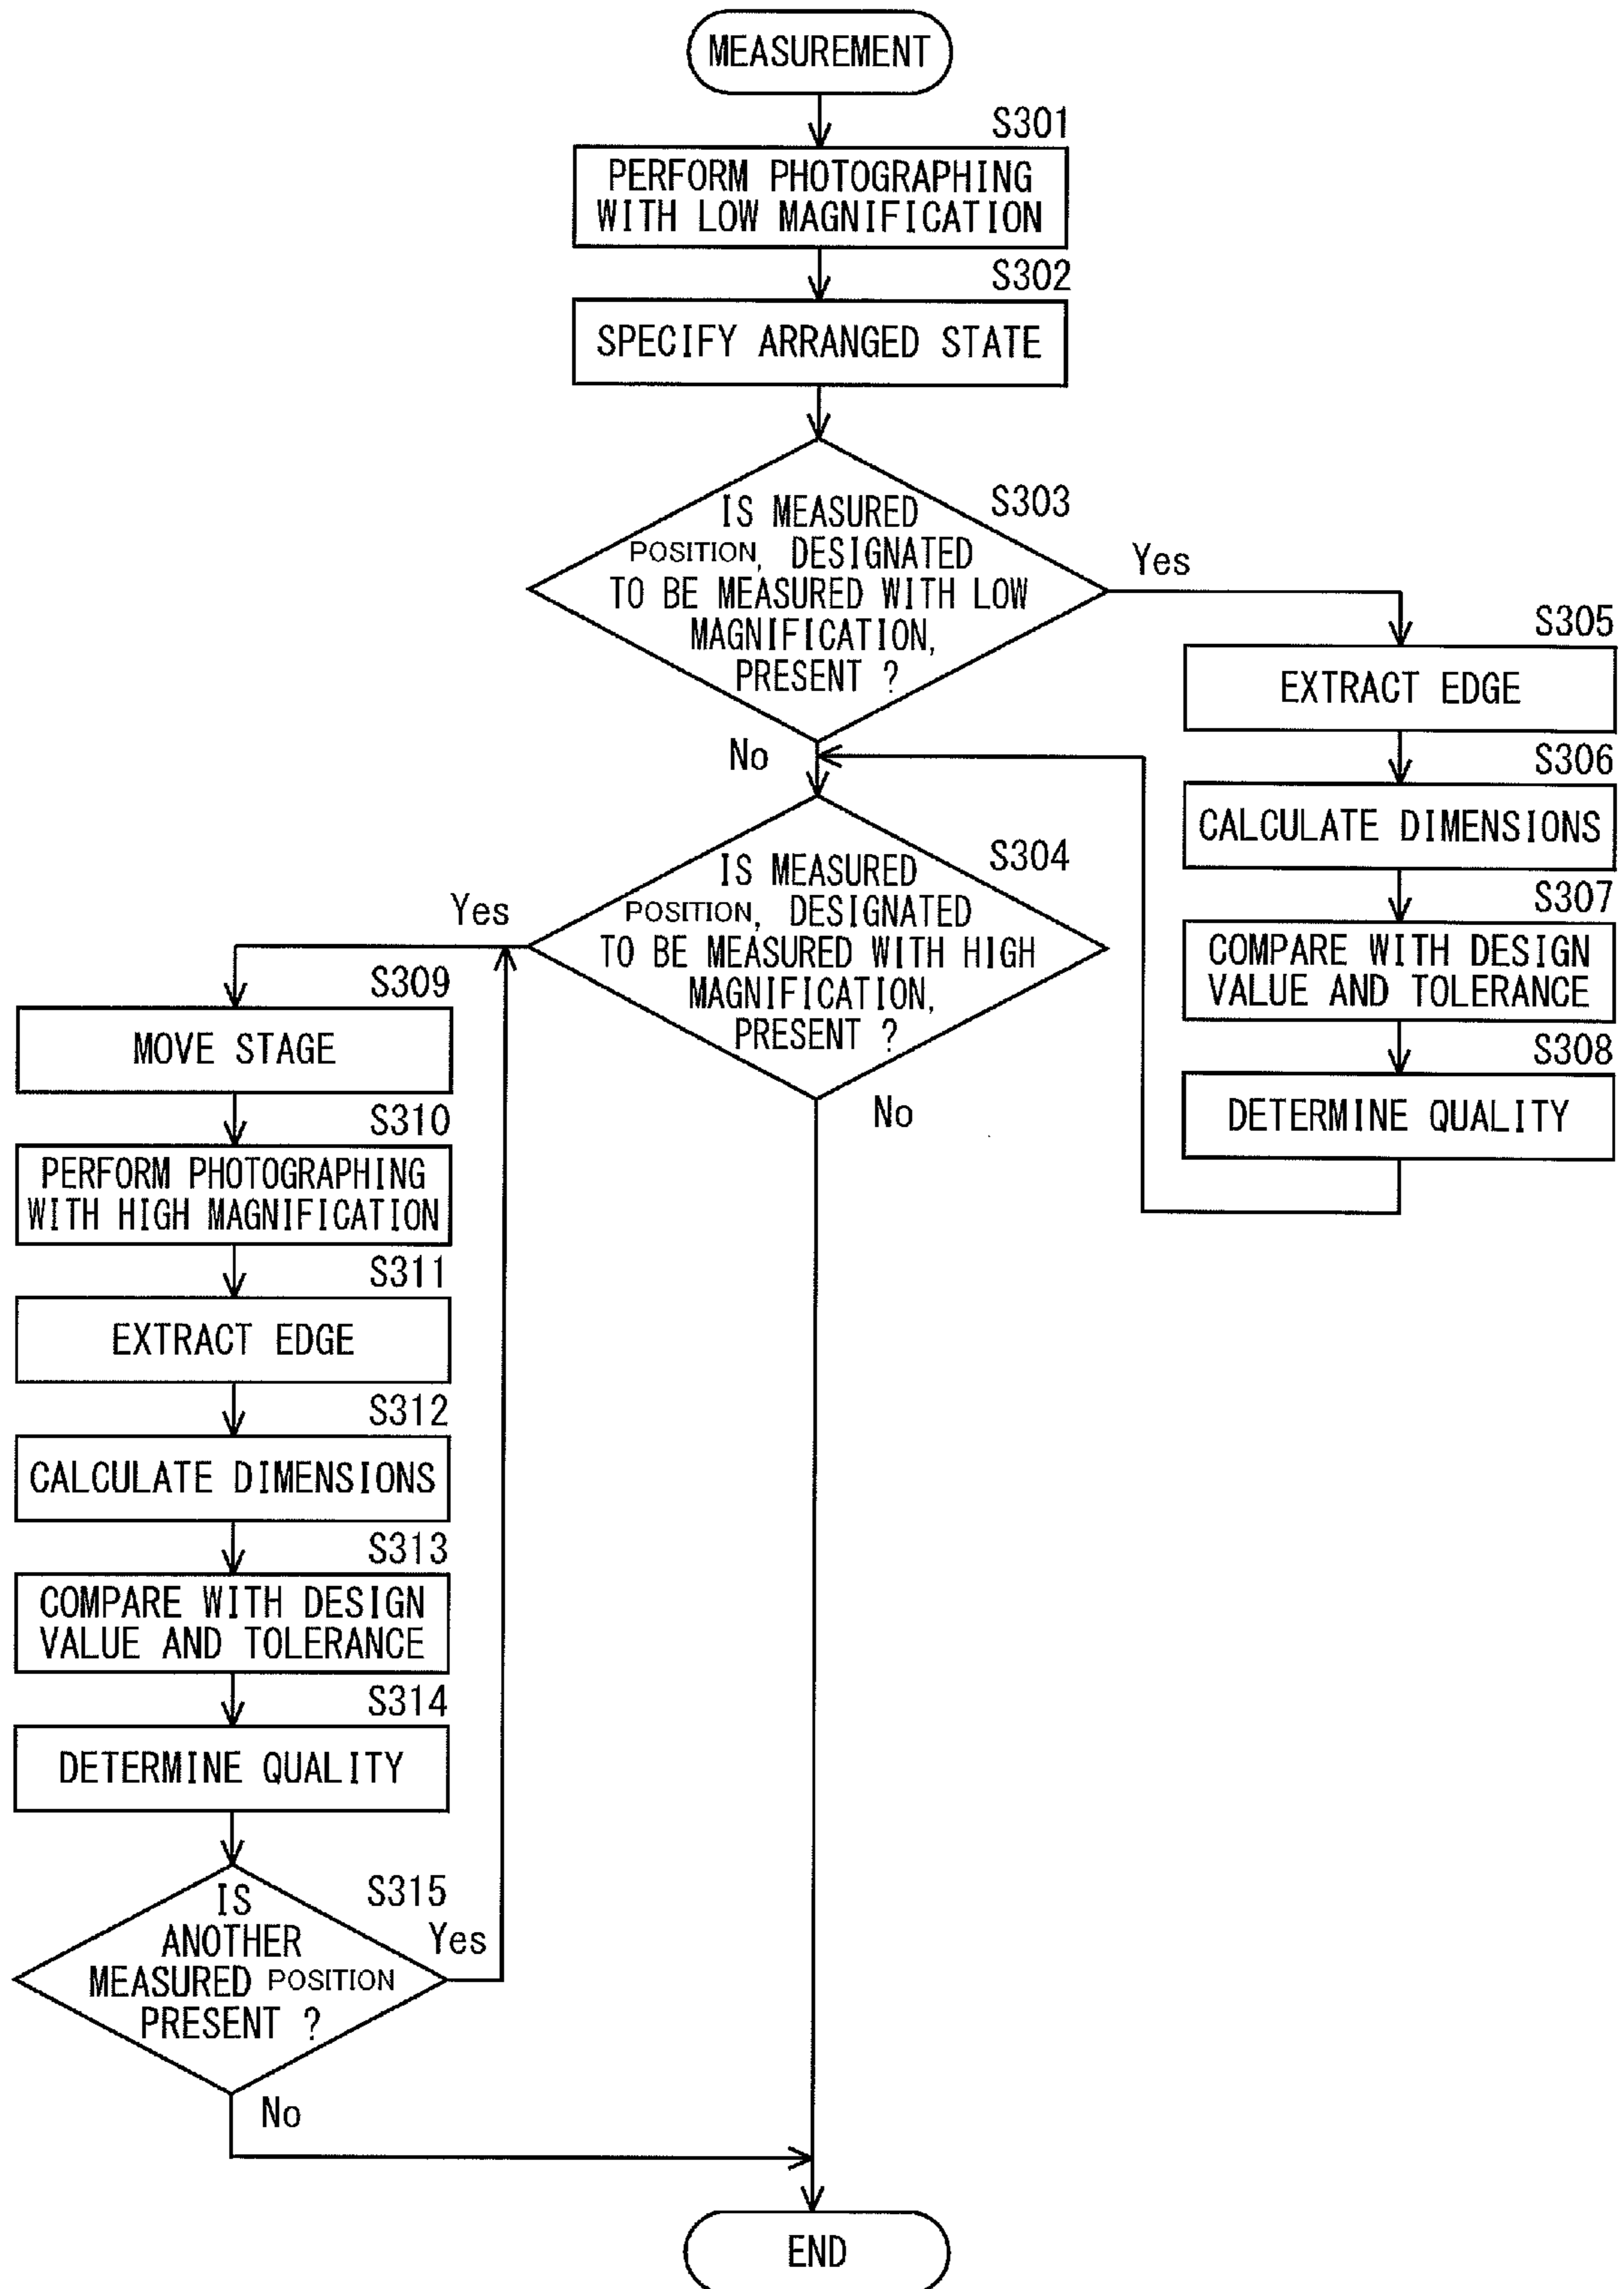 MEASUREMENT
S301
PERFORM PHOTOGRAPHING
WITH LOW MAGNIFICATION
S302
SPECIFY ARRANGED STATE
S303
IS MEASURED
POSITION, DESIGNATED
TO BE MEASURED WITH LOW
MAGNIFICATION,
PRESENT ?
Yes
No
S305
EXTRACT EDGE
S306
CALCULATE DIMENSIONS
S307
COMPARE WITH DESIGN
VALUE AND TOLERANCE
S308
DETERMINE QUALITY
S304
IS MEASURED
POSITION, DESIGNATED
TO BE MEASURED WITH HIGH
MAGNIFICATION,
PRESENT ?
Yes
No
S309
MOVE STAGE
S310
PERFORM PHOTOGRAPHING
WITH HIGH MAGNIFICATION
S311
EXTRACT EDGE
S312
CALCULATE DIMENSIONS
S313
COMPARE WITH DESIGN
VALUE AND TOLERANCE
S314
DETERMINE QUALITY
S315
IS
ANOTHER
MEASURED POSITION
PRESENT ?
Yes
No
END